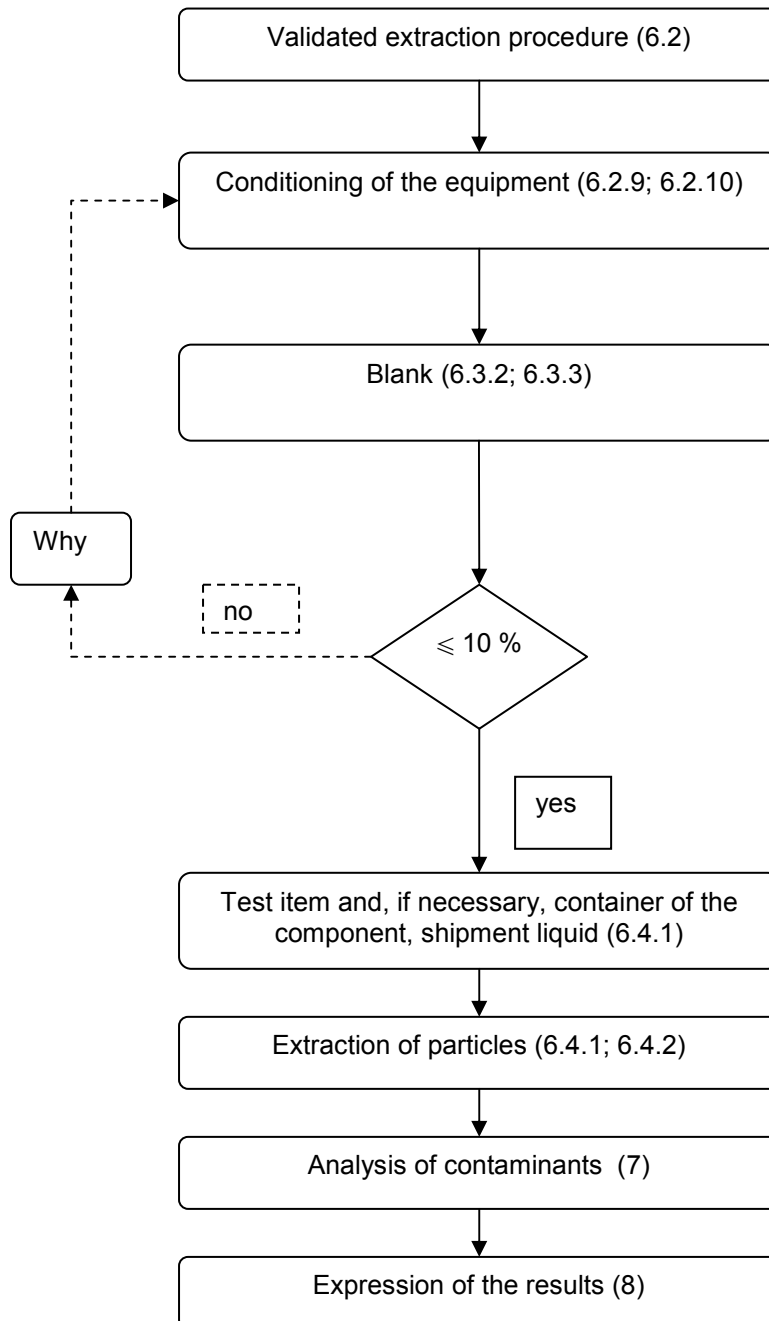 Validated extraction procedure (6.2)
Conditioning of the equipment (6.2.9; 6.2.10)
Blank (6.3.2; 6.3.3)
Why
no
⩽ 10 %
yes
Test item and, if necessary, container of the
component, shipment liquid (6.4.1)
Extraction of particles (6.4.1; 6.4.2)
Analysis of contaminants (7)
Expression of the results (8)